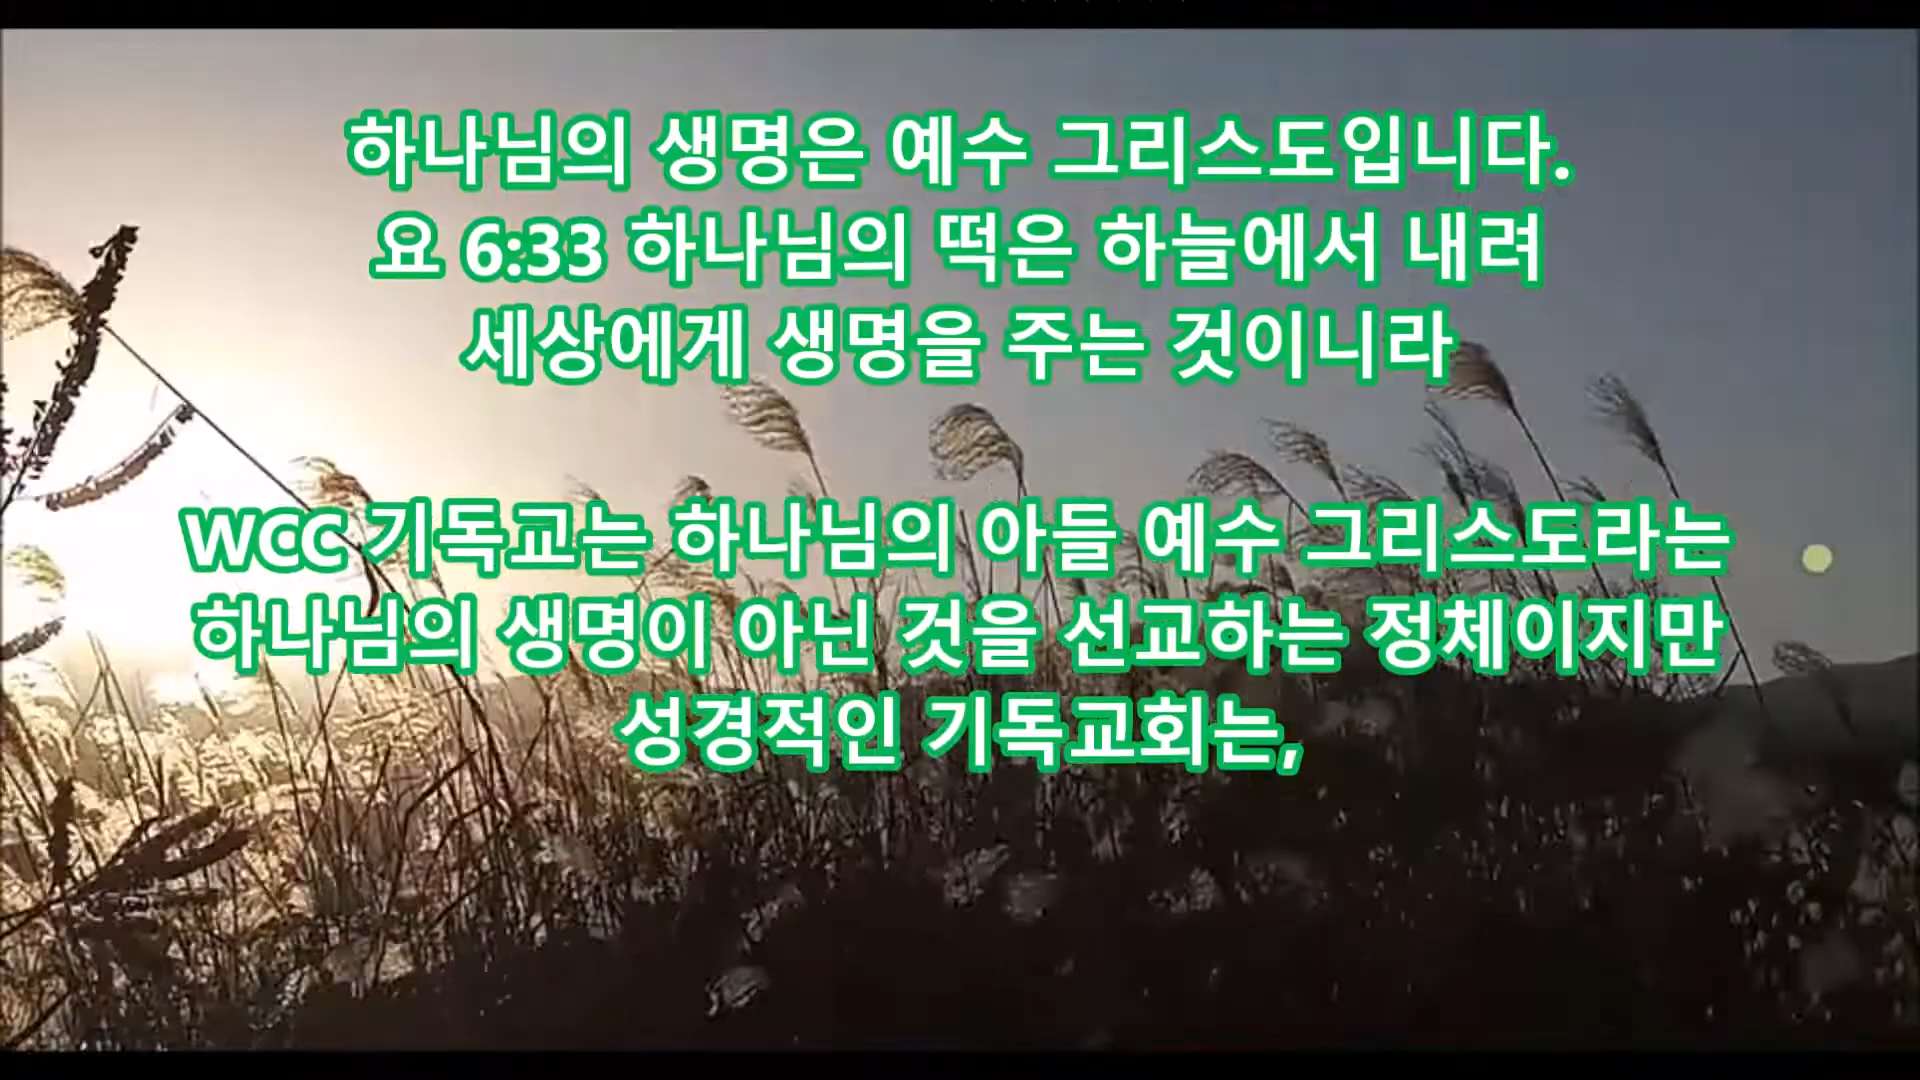 하나님의 생명은 예수 그리스도입니다.
요 6:33 하나님의 떡은 하늘에서 내려
세상에게 생명을 주는 것이니라
WCC 기독교는 하나님의 아들 예수 그리스도라는
하나님의 생명이 아닌 것을 선교하는 정체이지만
성경적인 기독교회는,